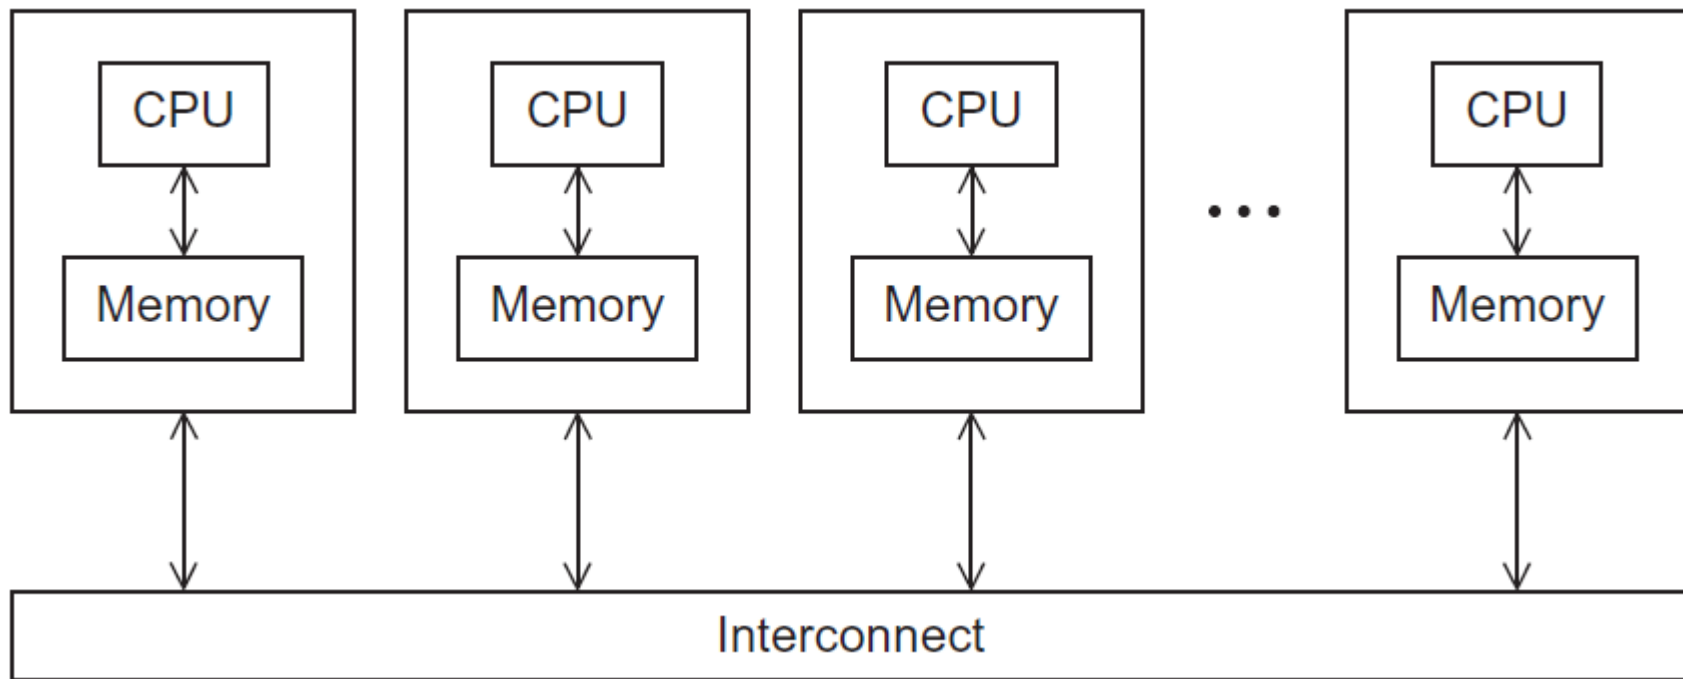 CPU CPU CPU CPU
Memory Memory Memory • • • Memory
Interconnect